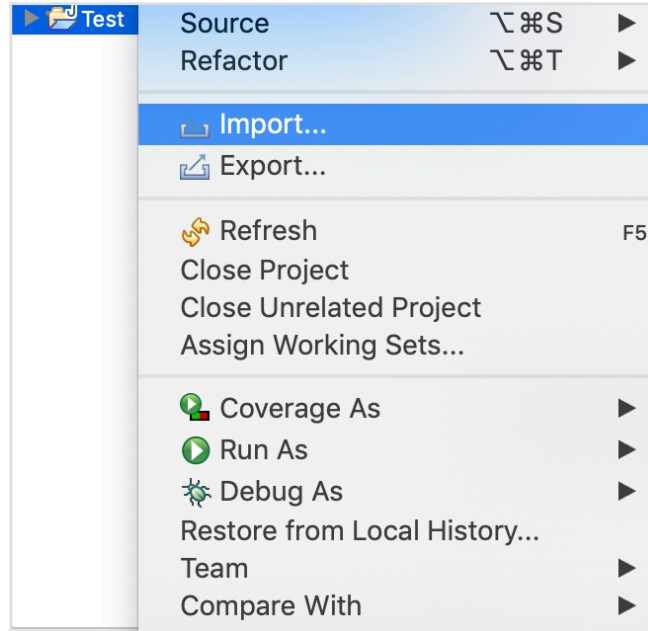 Test
Source ⌥⌘S ▶
Refactor ⌥⌘T ▶
Import...
Export...
Refresh F5
Close Project
Close Unrelated Project
Assign Working Sets...
Coverage As ▶
Run As ▶
Debug As ▶
Restore from Local History...
Team ▶
Compare With ▶